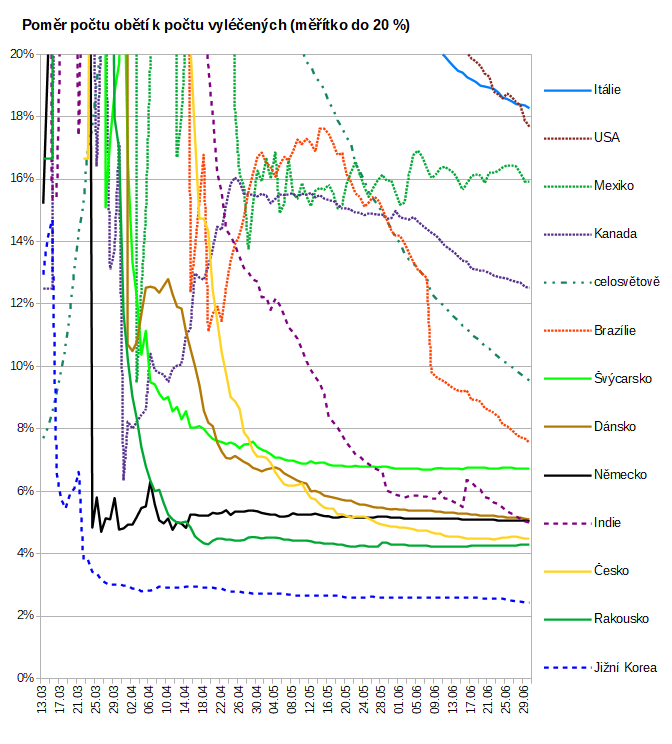 Poměr počtu obětí k počtu vyléčených (měřítko do 20 %)
20%
18%
16%
14%
12%
10%
8%
6%
4%
2%
0%
13.03
17.03
21.03
25.03
29.03
02.04
06.04
10.04
14.04
18.04
22.04
26.04
30.04
04.05
08.05
12.05
16.05
20.05
24.05
28.05
01.06
05.06
09.06
13.06
17.06
21.06
25.06
29.06
Itálie
USA
Mexiko
Kanada
celosvětově
Brazílie
Švýcarsko
Dánsko
Německo
Indie
Česko
Rakousko
Jižní Korea